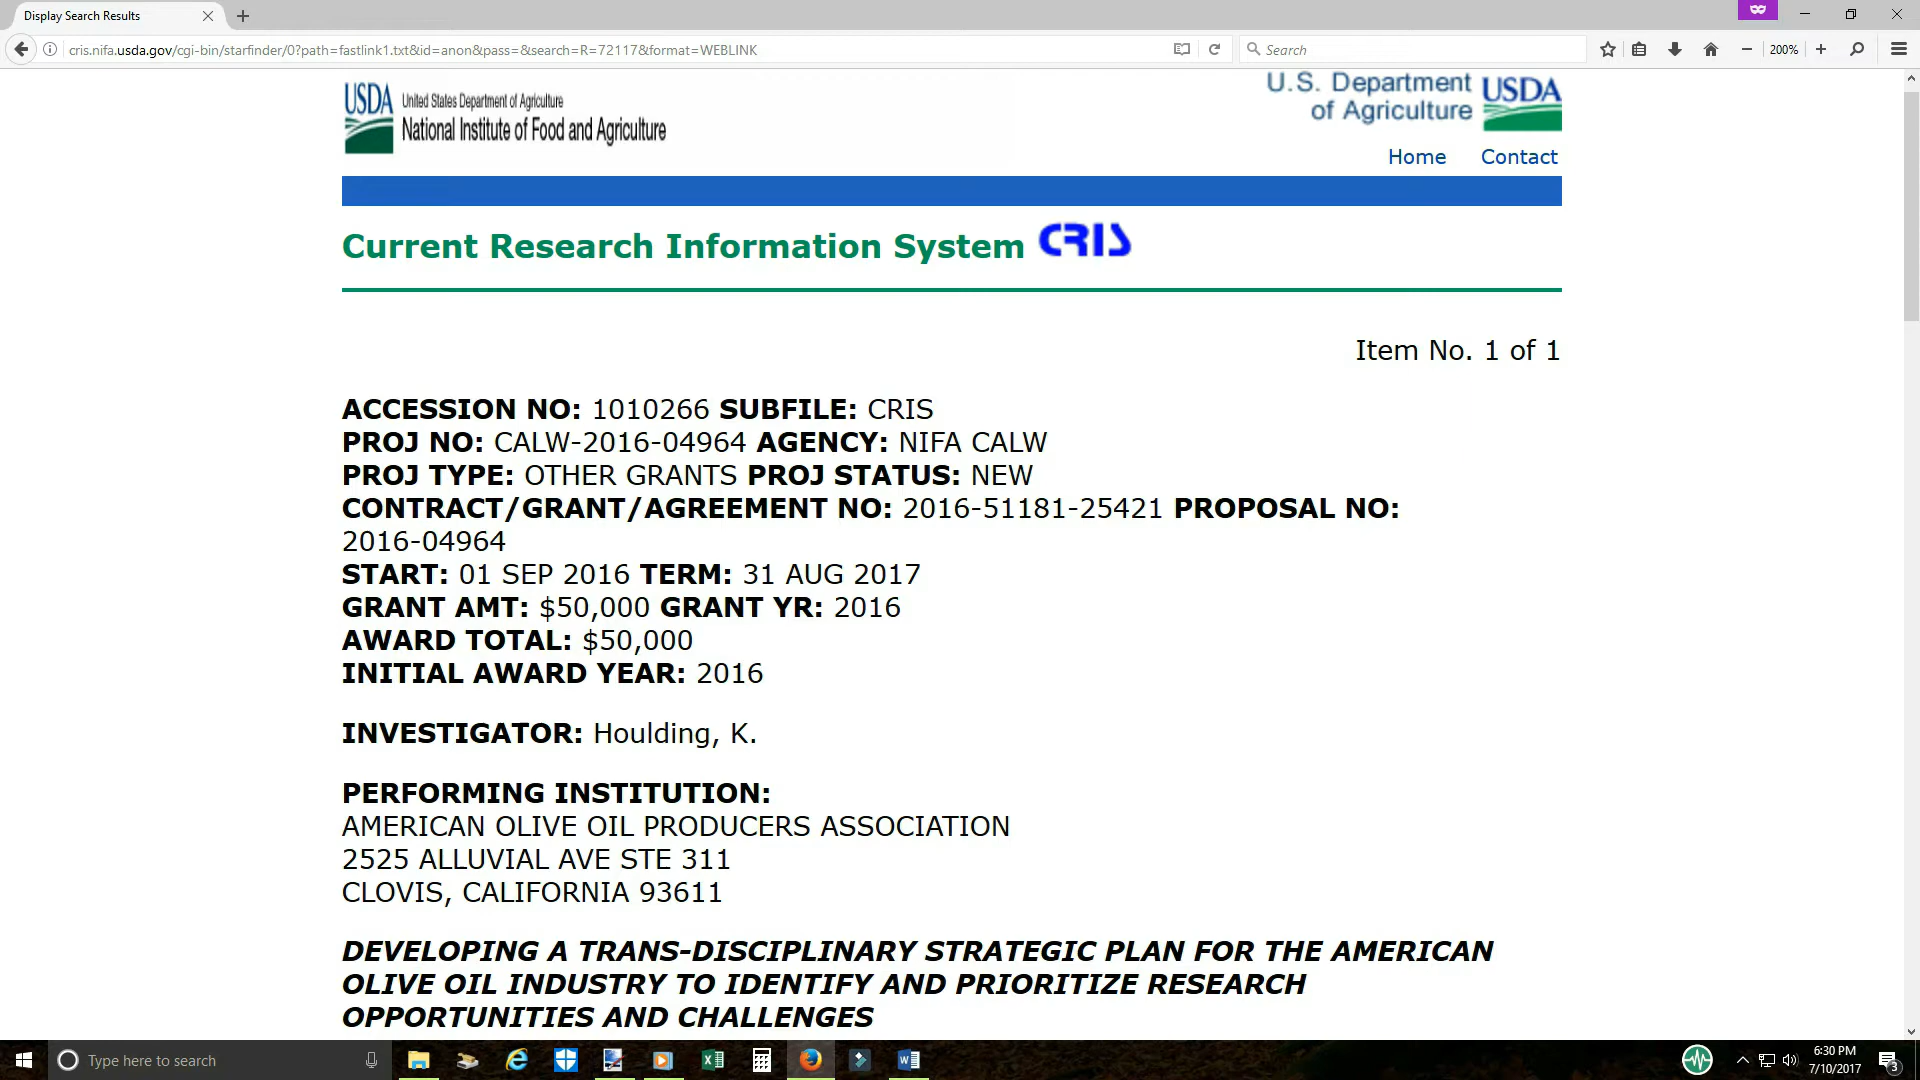 Display Search Results
cris.nifa.usda.gov/cgi-bin/starfinder/0?path=fastlink1.txt&id=anon&pass=&search=R=72117&format=WEBLINK
Search
200%
USDA
United States Department of Agriculture
National Institute of Food and Agriculture
U.S. Department
of Agriculture
USDA
Home Contact
Current Research Information System CRIS
Item No. 1 of 1
ACCESSION NO: 1010266 SUBFILE: CRIS
PROJ NO: CALW-2016-04964 AGENCY: NIFA CALW
PROJ TYPE: OTHER GRANTS PROJ STATUS: NEW
CONTRACT/GRANT/AGREEMENT NO: 2016-51181-25421 PROPOSAL NO:
2016-04964
START: 01 SEP 2016 TERM: 31 AUG 2017
GRANT AMT: $50,000 GRANT YR: 2016
AWARD TOTAL: $50,000
INITIAL AWARD YEAR: 2016
INVESTIGATOR: Houlding, K.
PERFORMING INSTITUTION:
AMERICAN OLIVE OIL PRODUCERS ASSOCIATION
2525 ALLUVIAL AVE STE 311
CLOVIS, CALIFORNIA 93611
DEVELOPING A TRANS-DISCIPLINARY STRATEGIC PLAN FOR THE AMERICAN
OLIVE OIL INDUSTRY TO IDENTIFY AND PRIORITIZE RESEARCH
OPPORTUNITIES AND CHALLENGES
Type here to search
6:30 PM
7/10/2017
3